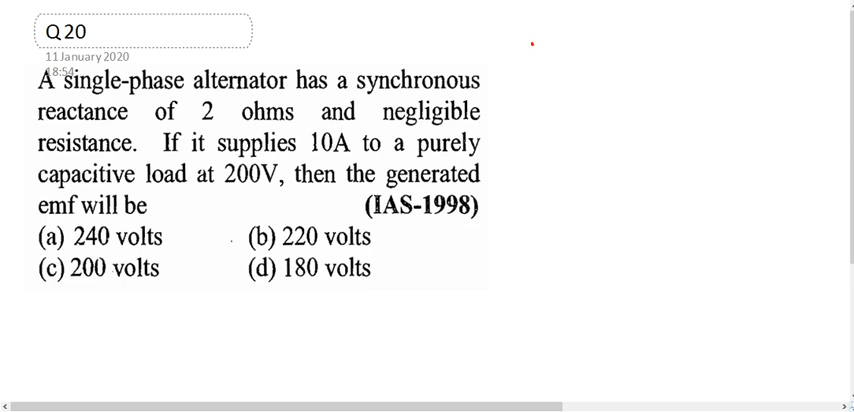 Q 20
11 January 2020
18:54
A single-phase alternator has a synchronous
reactance of 2 ohms and negligible
resistance. If it supplies 10A to a purely
capacitive load at 200V, then the generated
emf will be (IAS-1998)
(a) 240 volts (b) 220 volts
(c) 200 volts (d) 180 volts